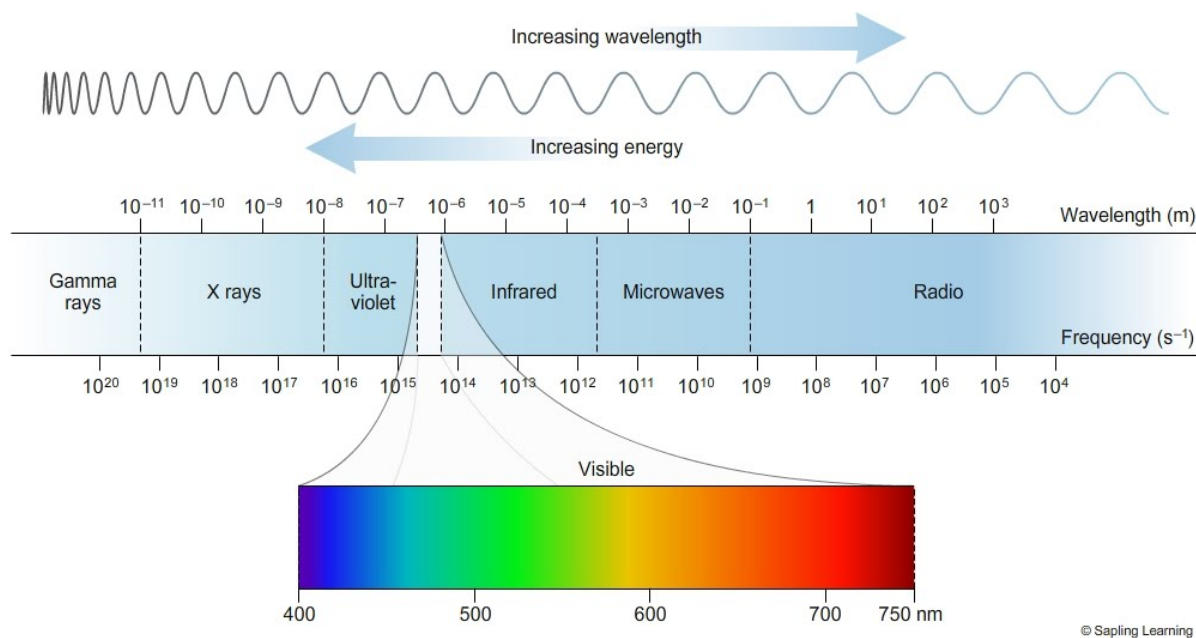 Increasing wavelength
Increasing energy
10⁻¹¹ 10⁻¹⁰ 10⁻⁹ 10⁻⁸ 10⁻⁷ 10⁻⁶ 10⁻⁵ 10⁻⁴ 10⁻³ 10⁻² 10⁻¹ 1 10¹ 10² 10³ Wavelength (m)
Gamma rays
X rays
Ultra-
violet
Infrared
Microwaves
Radio
Frequency (s⁻¹)
10²⁰ 10¹⁹ 10¹⁸ 10¹⁷ 10¹⁶ 10¹⁵ 10¹⁴ 10¹³ 10¹² 10¹¹ 10¹⁰ 10⁹ 10⁸ 10⁷ 10⁶ 10⁵ 10⁴
Visible
400 500 600 700 750 nm
© Sapling Learning